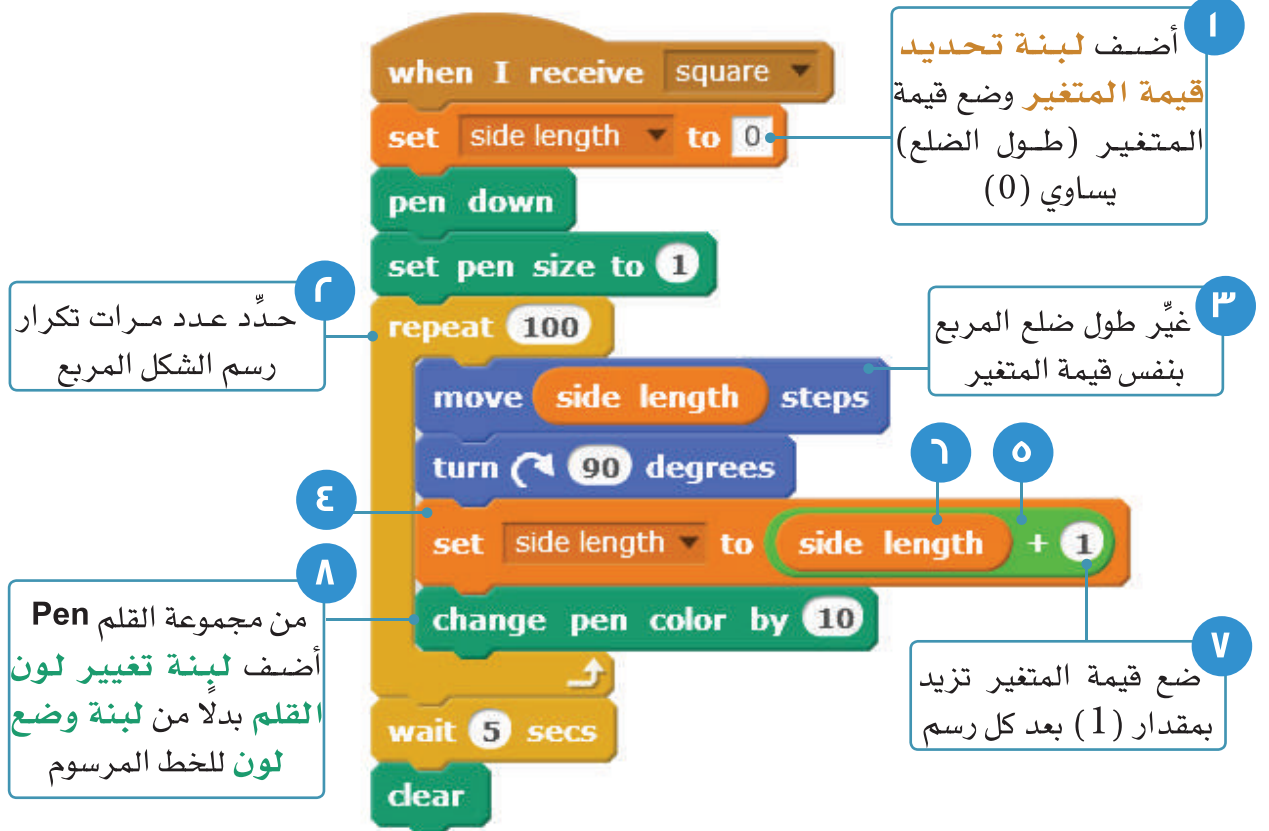 when I receive square
set side length to 0
pen down
set pen size to 1
repeat 100
move side length steps
turn 90 degrees
set side length to side length + 1
change pen color by 10
wait 5 secs
clear
١
أضف لبنة تحديد
قيمة المتغير وضع قيمة
المتغير (طول الضلع)
يساوي (0)
٢
حدِّد عدد مرات تكرار
رسم الشكل المربع
٣
غيِّر طول ضلع المربع
بنفس قيمة المتغير
٤
٥
٦
٧
ضع قيمة المتغير تزيد
بمقدار (1) بعد كل رسم
٨
من مجموعة القلم Pen
أضف لبنة تغيير لون
القلم بدلًا من لبنة وضع
لون للخط المرسوم